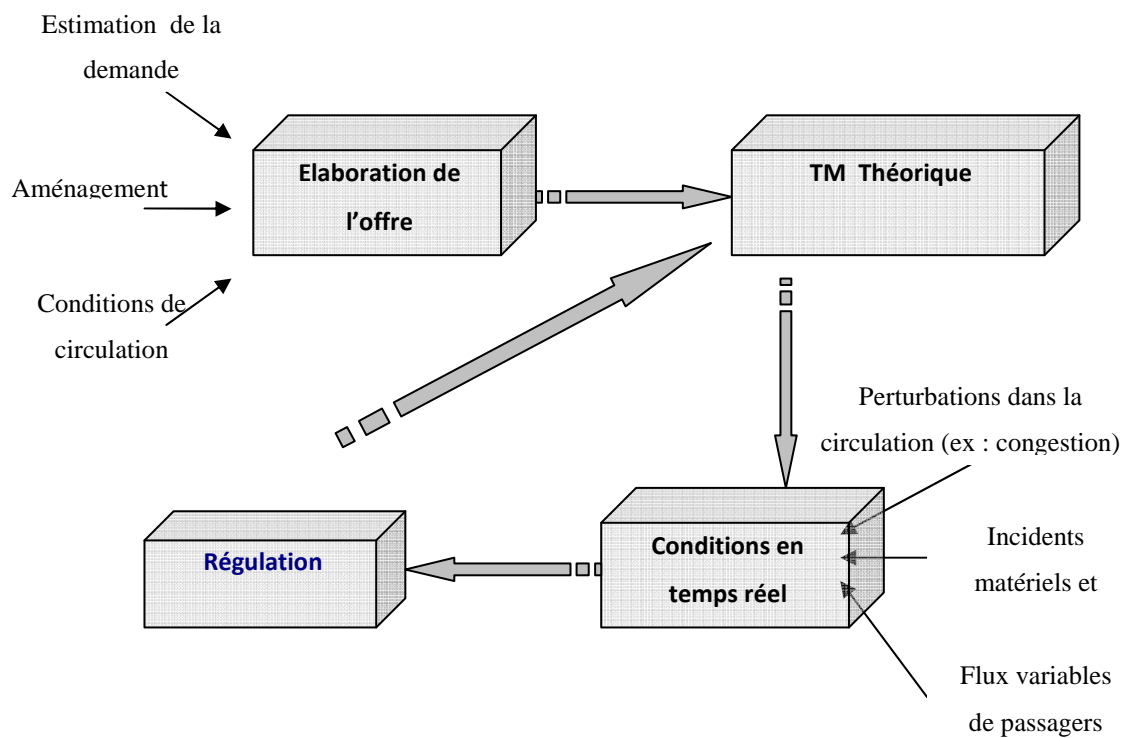 Estimation de la
demande
Aménagement
Conditions de
circulation
Elaboration de
l’offre
TM Théorique
Perturbations dans la
circulation (ex : congestion)
Incidents
matériels et
Flux variables
de passagers
Conditions en
temps réel
Régulation